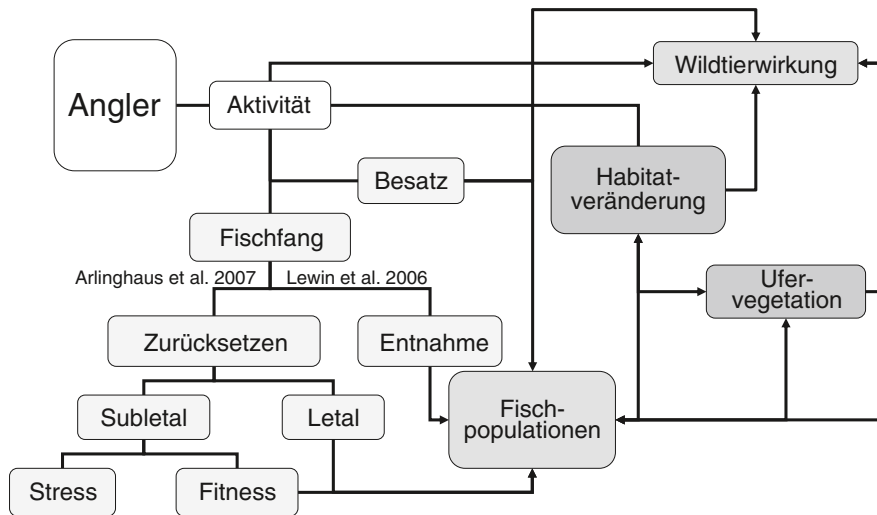 Wildtierwirkung
Angler
Aktivität
Besatz
Habitat-
veränderung
Fischfang
Arlinghaus et al. 2007
Lewin et al. 2006
Ufer-
vegetation
Zurücksetzen
Entnahme
Fisch-
populationen
Subletal
Letal
Stress
Fitness